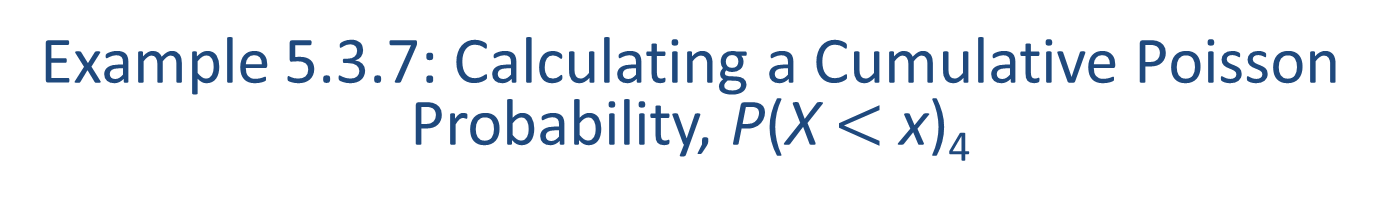 Example 5.3.7: Calculating a Cumulative Poisson
Probability, P(X < x)₄